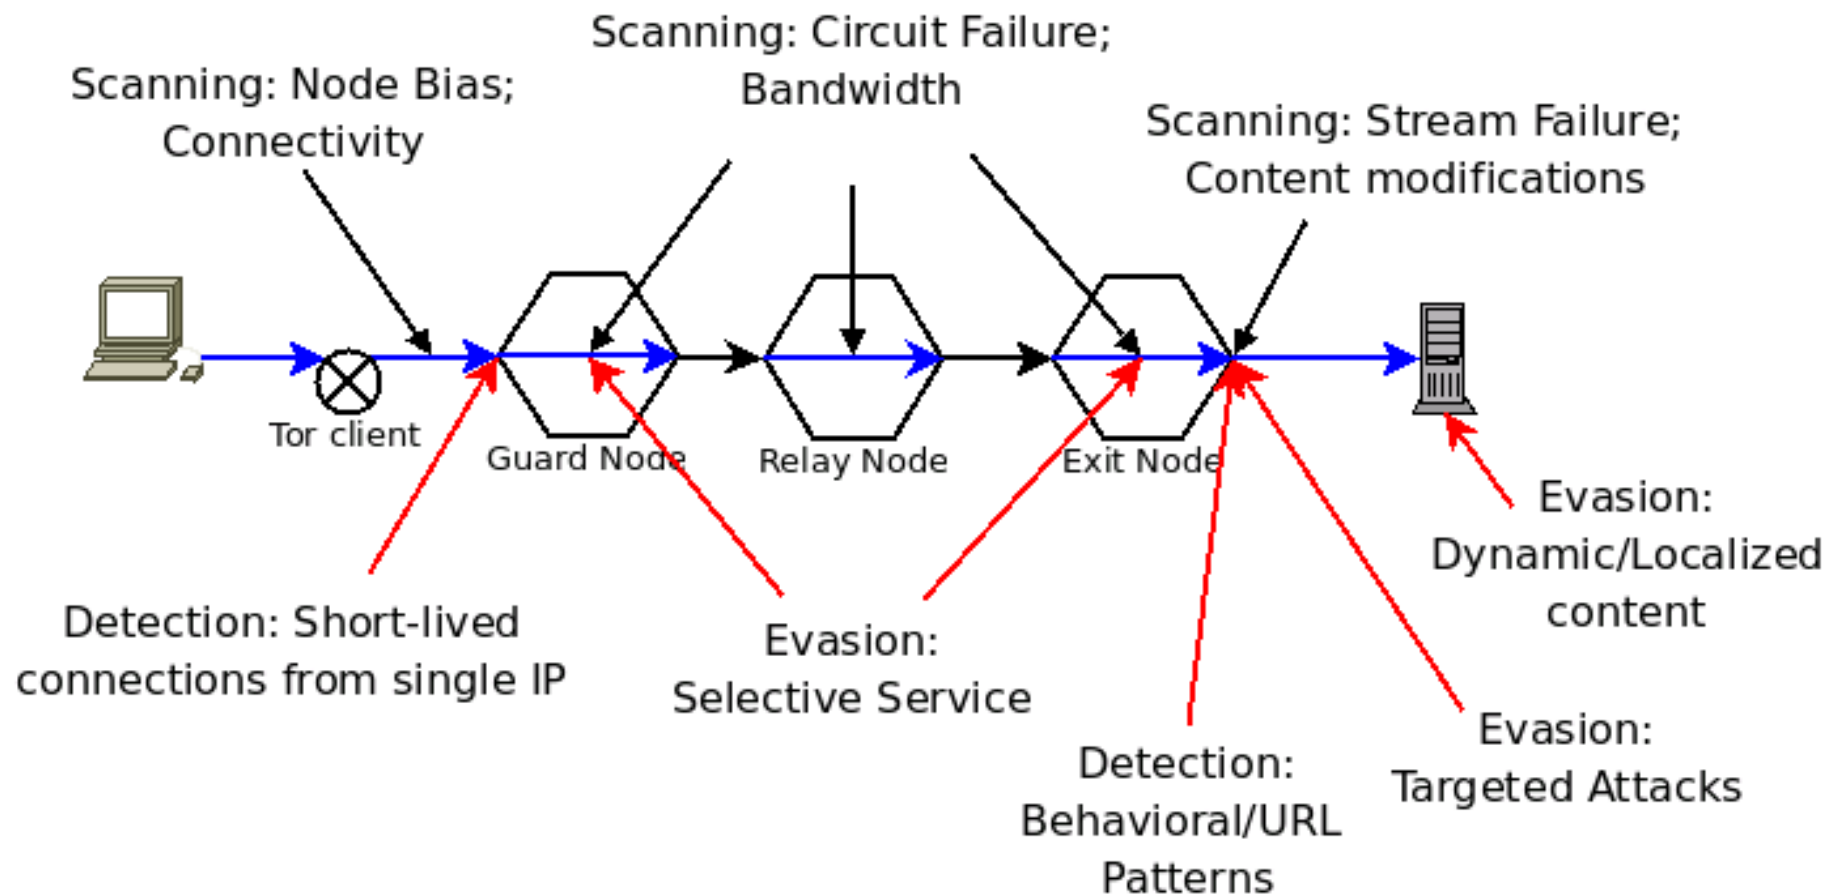 Scanning: Circuit Failure;
Bandwidth
Scanning: Node Bias;
Connectivity
Scanning: Stream Failure;
Content modifications
Tor client
Guard Node
Relay Node
Exit Node
Evasion:
Dynamic/Localized
content
Detection: Short-lived
connections from single IP
Evasion:
Selective Service
Detection:
Behavioral/URL
Patterns
Evasion:
Targeted Attacks